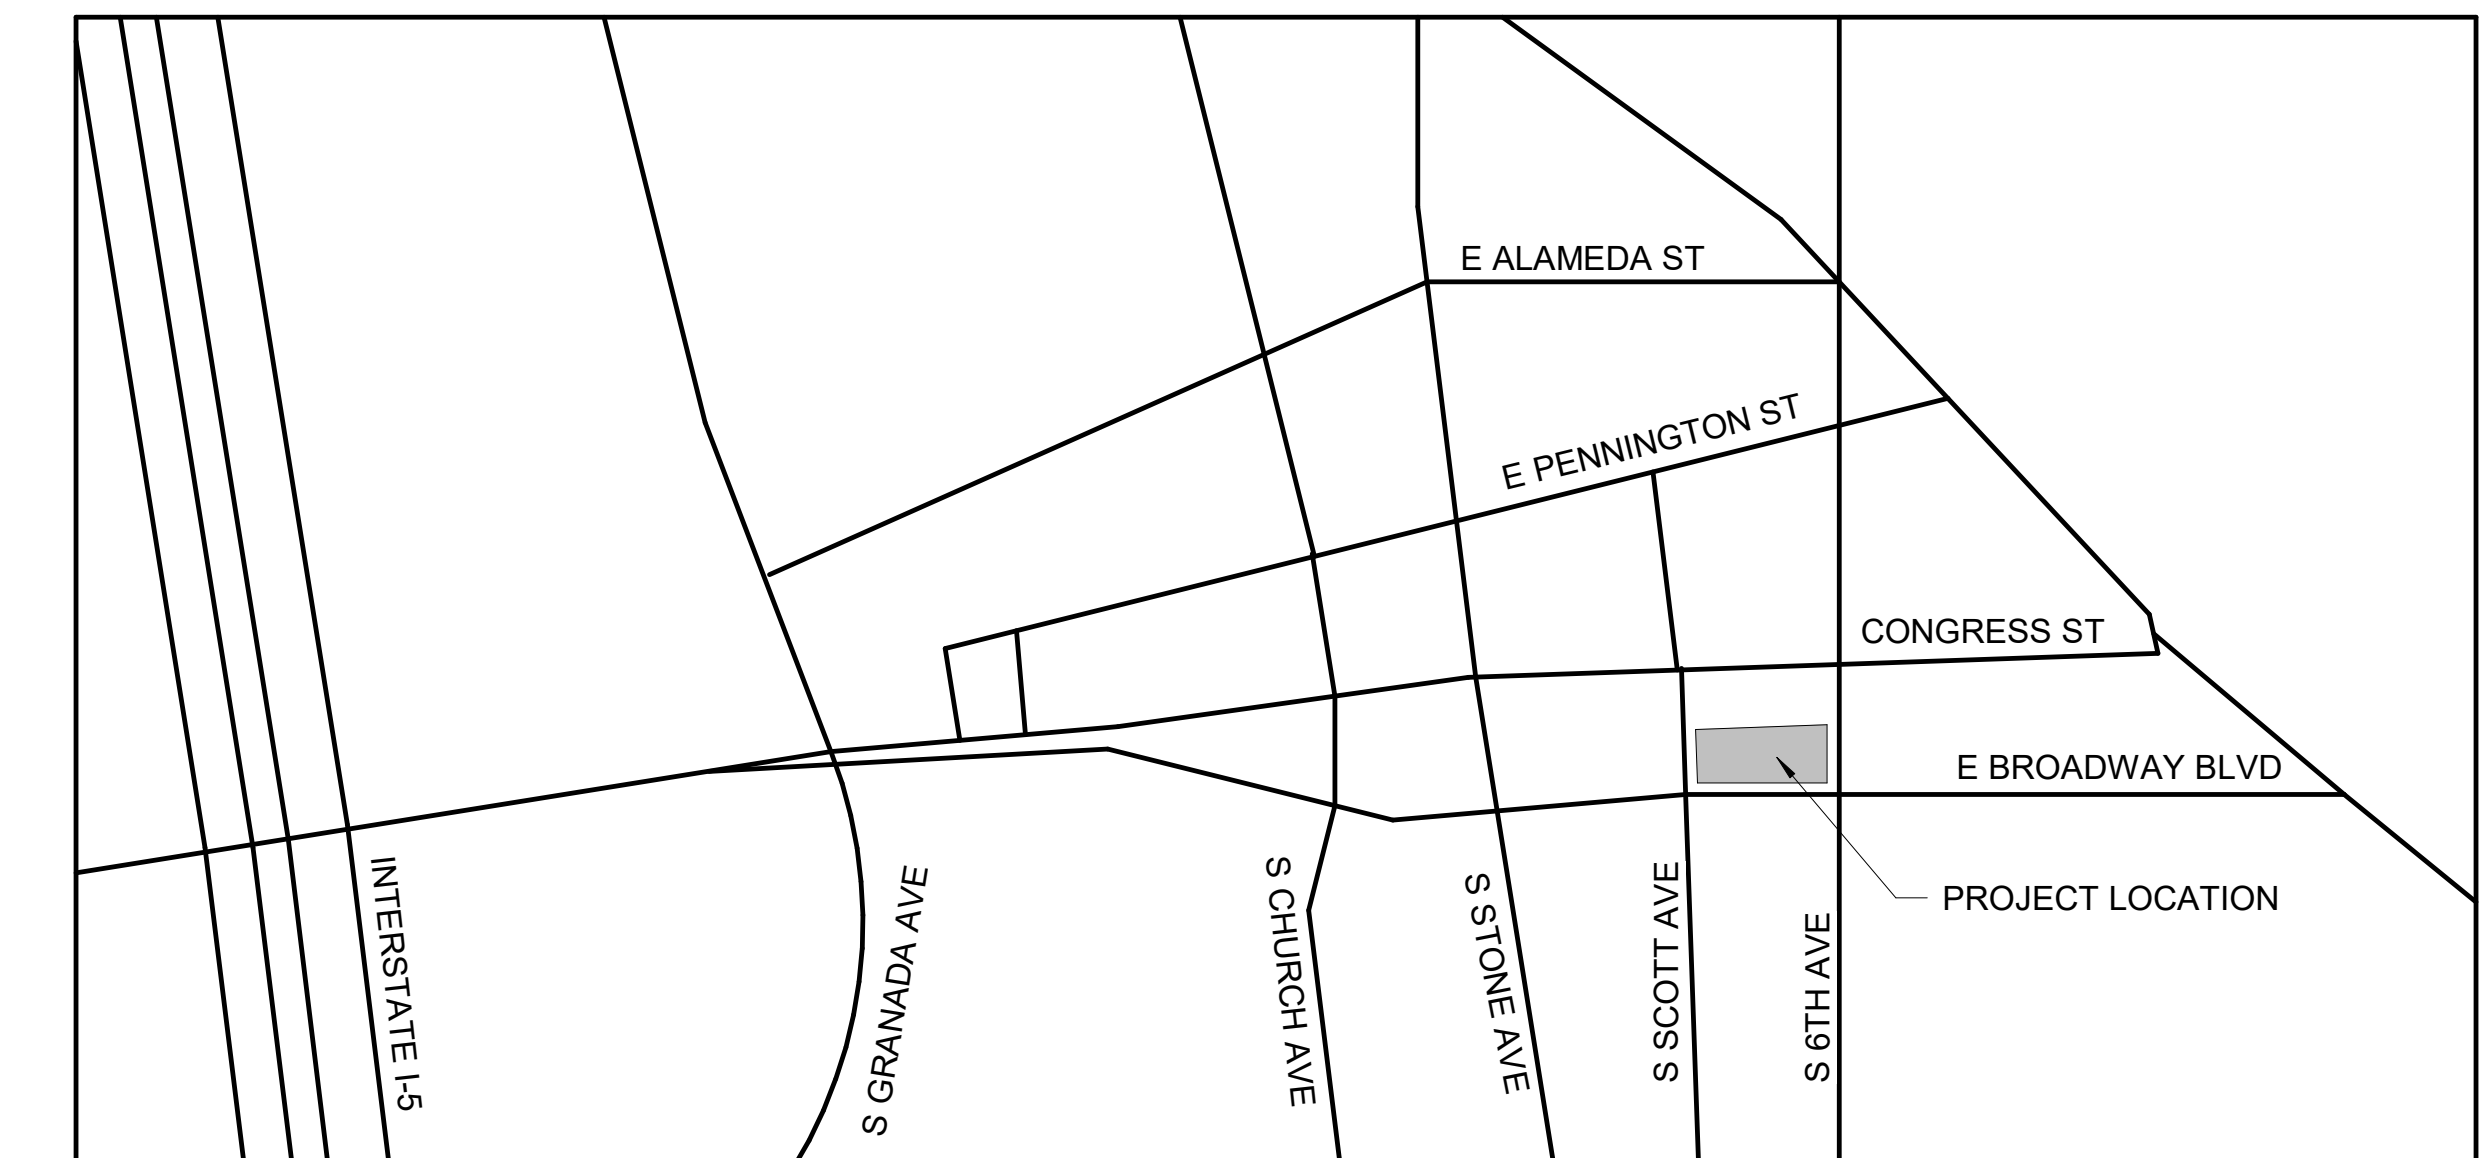 E ALAMEDA ST
E PENNINGTON ST
CONGRESS ST
E BROADWAY BLVD
PROJECT LOCATION
INTERSTATE I-5
S GRANADA AVE
S CHURCH AVE
S STONE AVE
S SCOTT AVE
S 6TH AVE